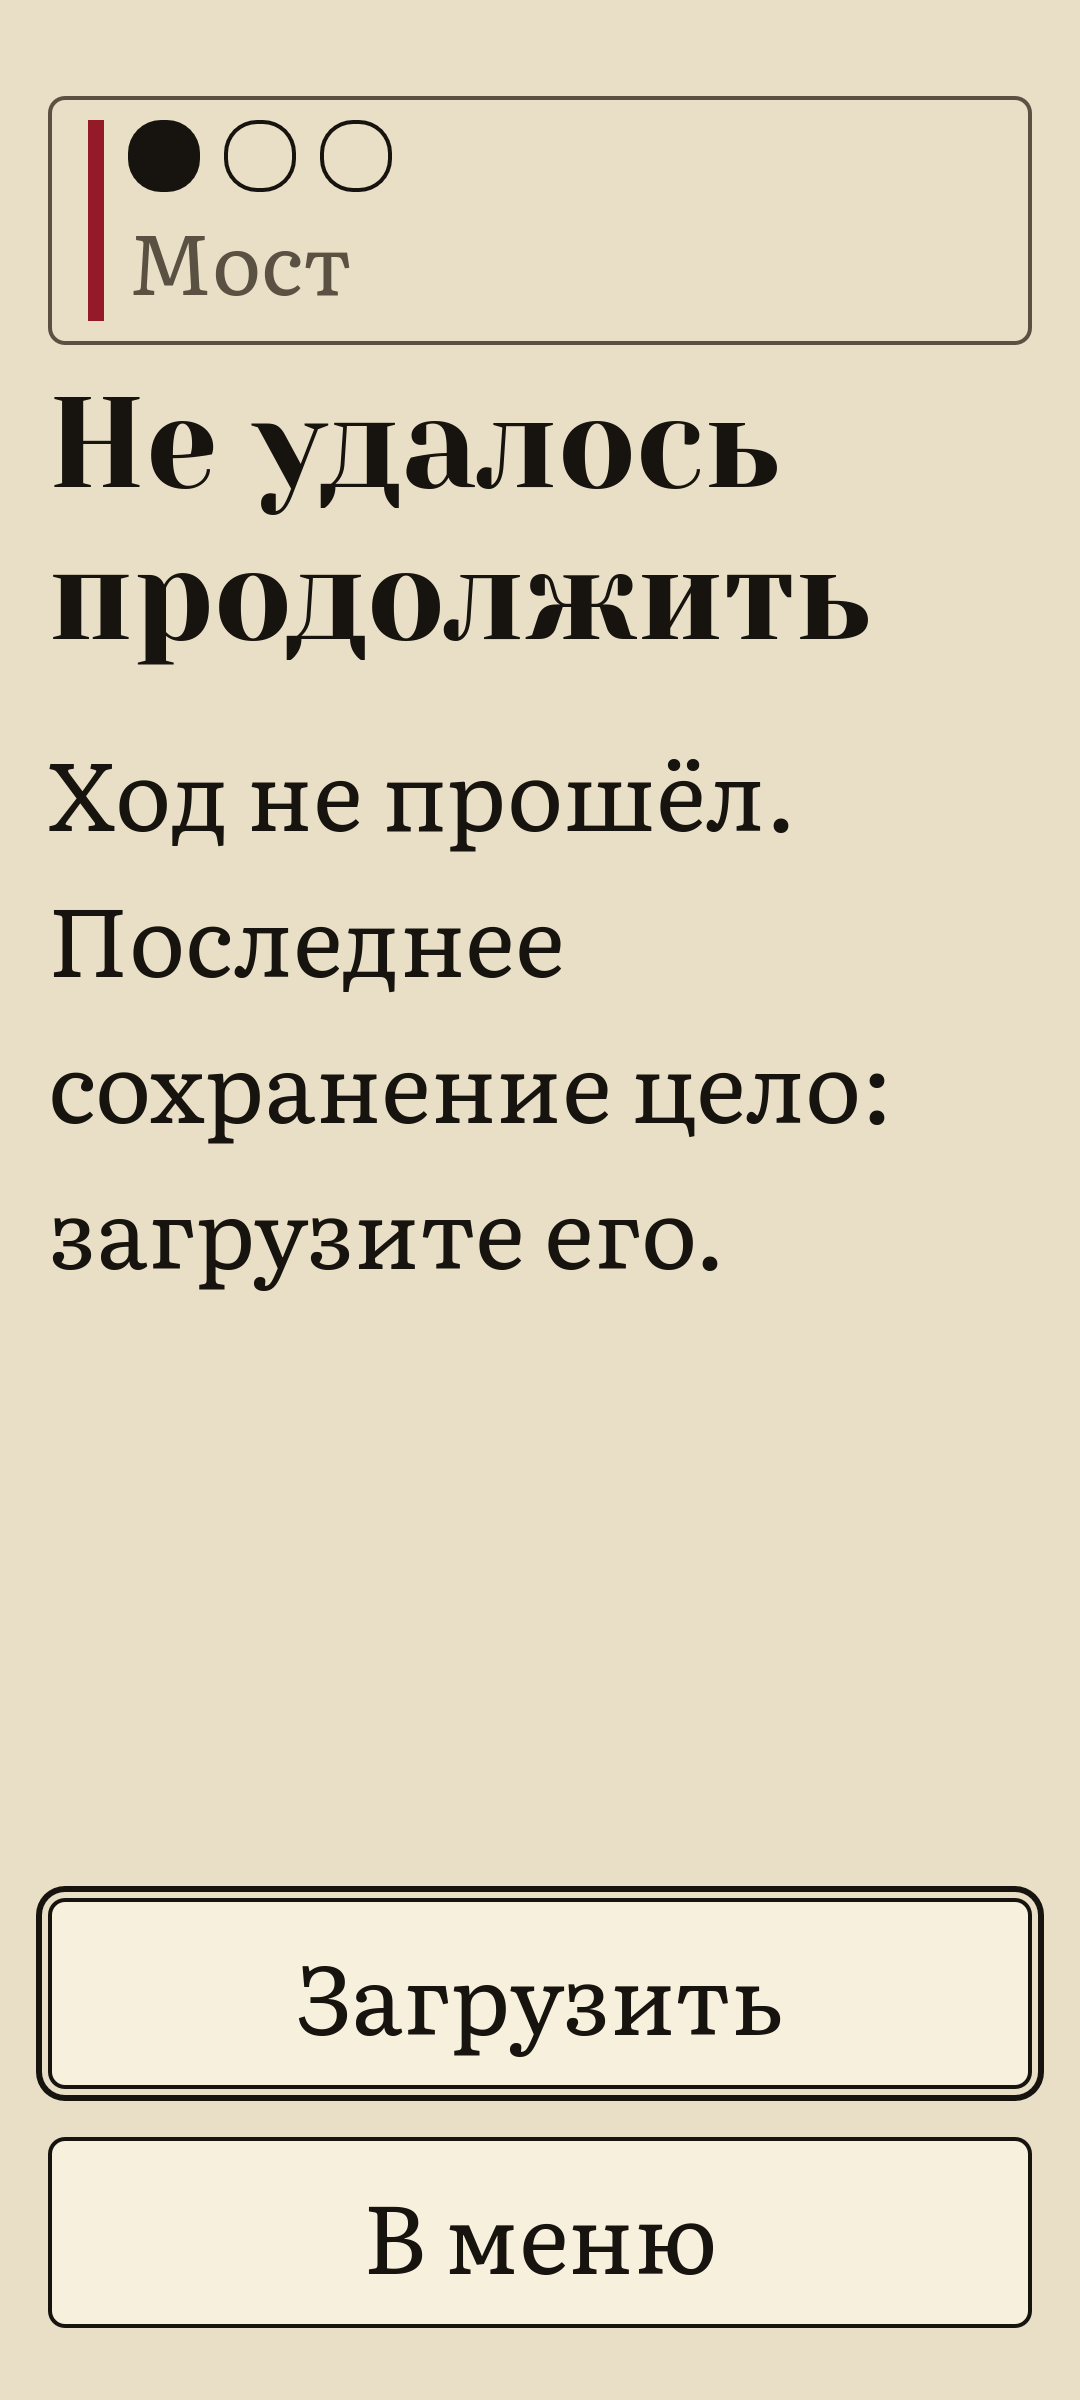 Мост
Не удалось
продолжить
Ход не прошёл.
Последнее
сохранение цело:
загрузите его.
Загрузить
В меню